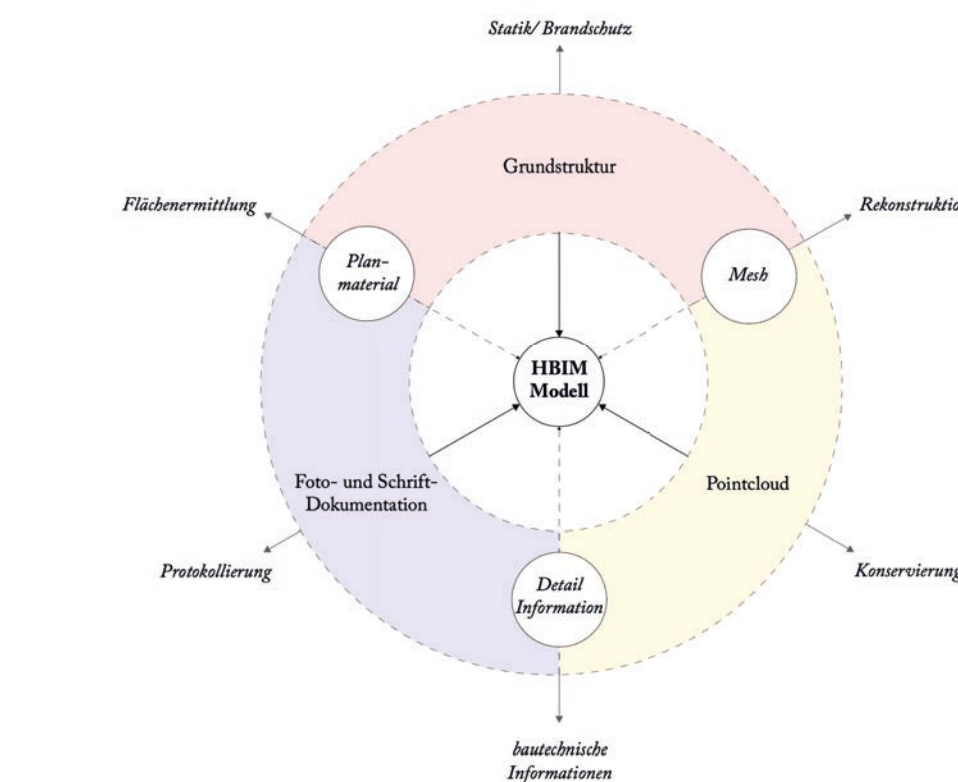 Statik/ Brandschutz
Grundstruktur
Flächenermittlung
Rekonstruktio
Plan-
material
Mesh
HBIM
Modell
Foto- und Schrift-
Dokumentation
Pointcloud
Protokollierung
Konservierung
Detail
Information
bautechnische
Informationen